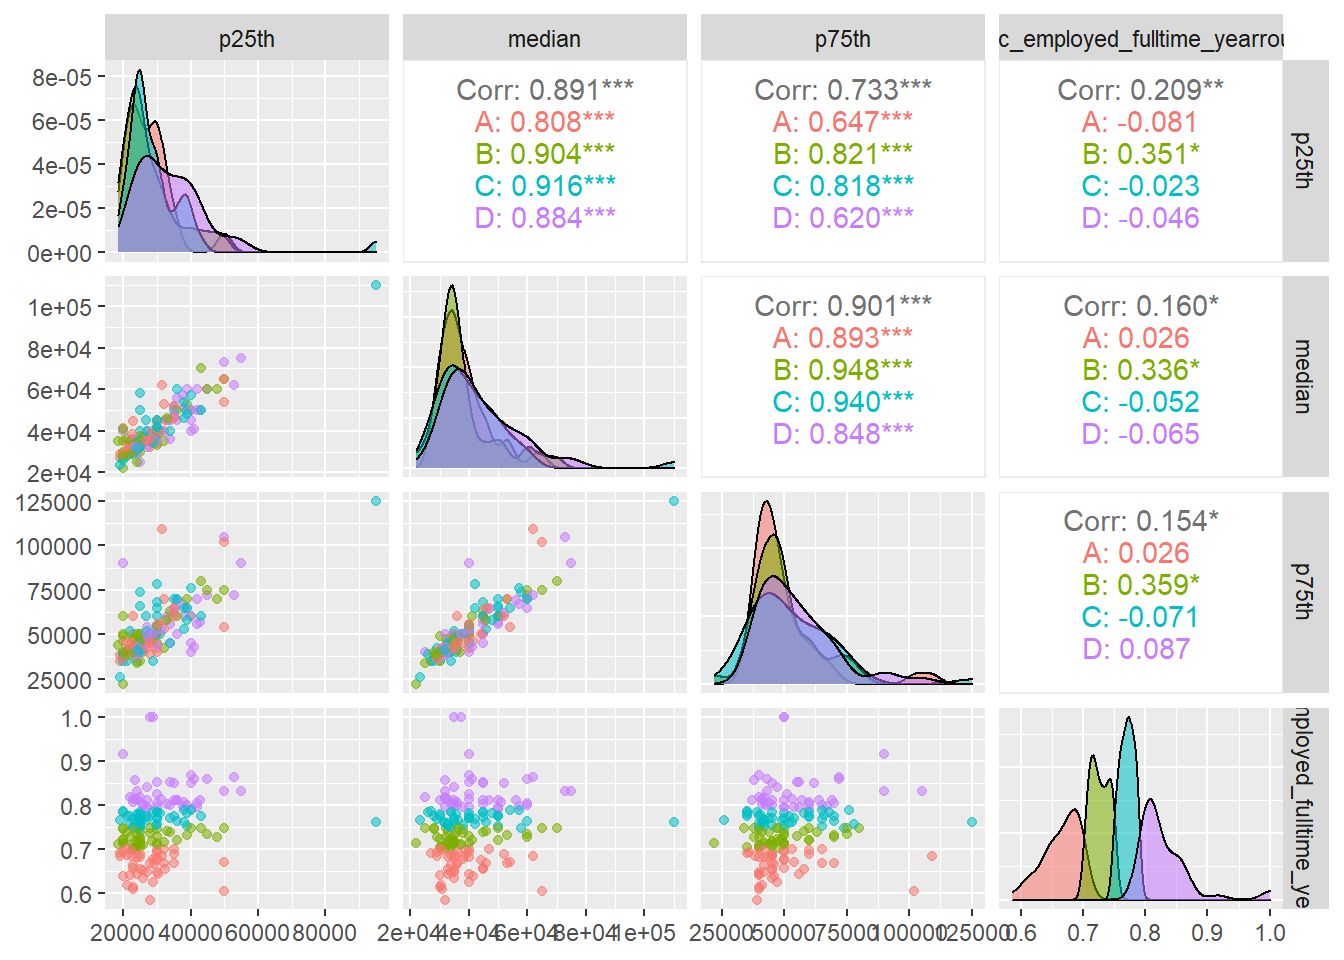 p25th
median
p75th
c_employed_fulltime_yearrou
8e-05
6e-05
4e-05
2e-05
0e+00
Corr: 0.891***
A: 0.808***
B: 0.904***
C: 0.916***
D: 0.884***
Corr: 0.733***
A: 0.647***
B: 0.821***
C: 0.818***
D: 0.620***
Corr: 0.209**
A: -0.081
B: 0.351*
C: -0.023
D: -0.046
p25th
1e+05
8e+04
6e+04
4e+04
2e+04
Corr: 0.901***
A: 0.893***
B: 0.948***
C: 0.940***
D: 0.848***
Corr: 0.160*
A: 0.026
B: 0.336*
C: -0.052
D: -0.065
median
125000
100000
75000
50000
25000
Corr: 0.154*
A: 0.026
B: 0.359*
C: -0.071
D: 0.087
p75th
1.0
0.9
0.8
0.7
0.6
mployed_fulltime_ye
20000 40000 60000 80000
2e+04 4e+04 6e+04 8e+04 1e+05
25000 50000 75000 100000 125000
0.6 0.7 0.8 0.9 1.0